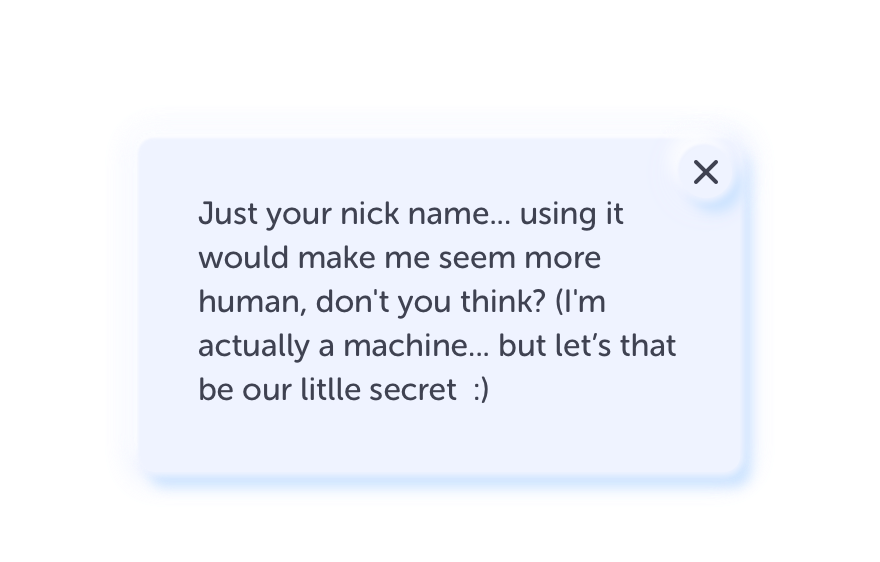 Just your nick name... using it
would make me seem more
human, don't you think? (I'm
actually a machine... but let’s that
be our litlle secret  :)